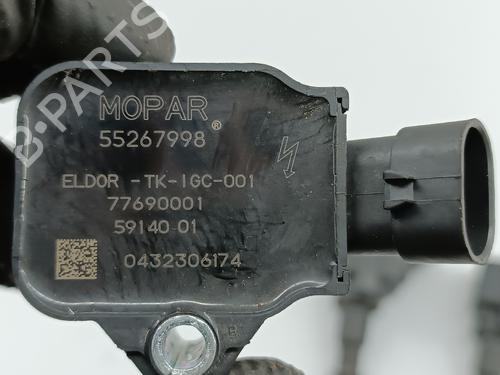 MOPAR®
55267998
ELDOR -TK-IGC-001
77690001
59140-01
0432306174
B
B-PARTS